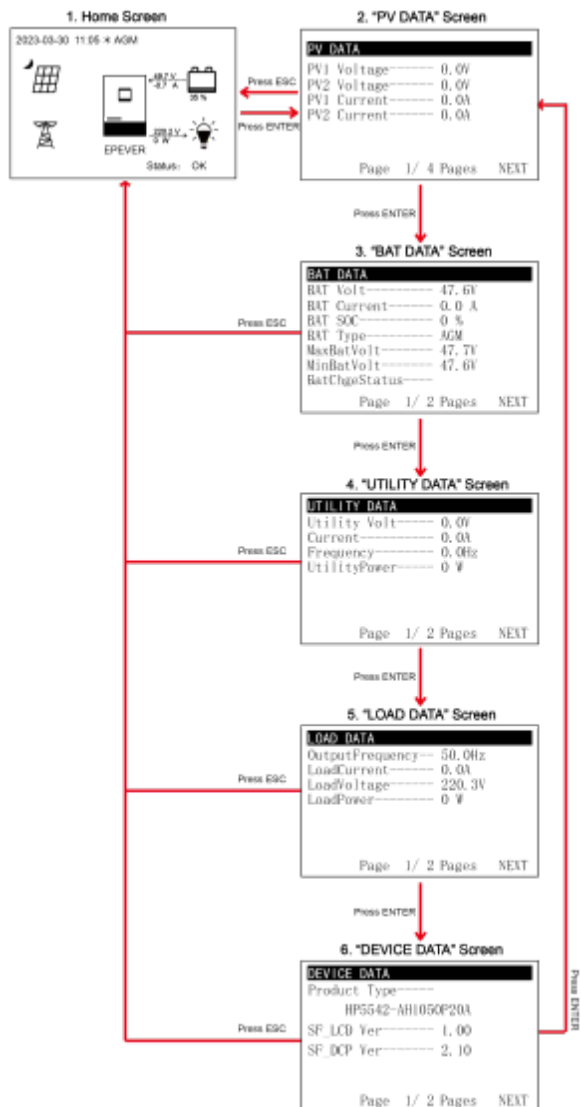 1. Home Screen
2023-03-30 11:05 ☀ AGM
48.7 V
-0.7 A
35 %
220.2 V
0 W
EPEVER
Status: OK
Press ESC
Press ENTER
2. "PV DATA" Screen
PV DATA
PV1 Voltage------ 0.0V
PV2 Voltage------ 0.0V
PV1 Current------ 0.0A
PV2 Current------ 0.0A
Page 1/ 4 Pages NEXT
Press ENTER
3. "BAT DATA" Screen
BAT DATA
BAT Volt--------- 47.6V
BAT Current------ 0.0 A
BAT SOC---------- 0 %
BAT Type--------- AGM
MaxBatVolt------- 47.7V
MinBatVolt------- 47.6V
BatChgeStatus----
Page 1/ 2 Pages NEXT
Press ESC
Press ENTER
4. "UTILITY DATA" Screen
UTILITY DATA
Utility Volt----- 0.0V
Current---------- 0.0A
Frequency-------- 0.0Hz
UtilityPower----- 0 W
Page 1/ 2 Pages NEXT
Press ESC
Press ENTER
5. "LOAD DATA" Screen
LOAD DATA
OutputFrequency-- 50.0Hz
LoadCurrent------ 0.0A
LoadVoltage------ 220.3V
LoadPower-------- 0 W
Page 1/ 2 Pages NEXT
Press ESC
Press ENTER
6. "DEVICE DATA" Screen
DEVICE DATA
Product Type-----
HP5542-AH1050P20A
SF_LCD Ver------- 1.00
SF_DCP Ver------- 2.10
Page 1/ 2 Pages NEXT
Press ESC
Press ENTER